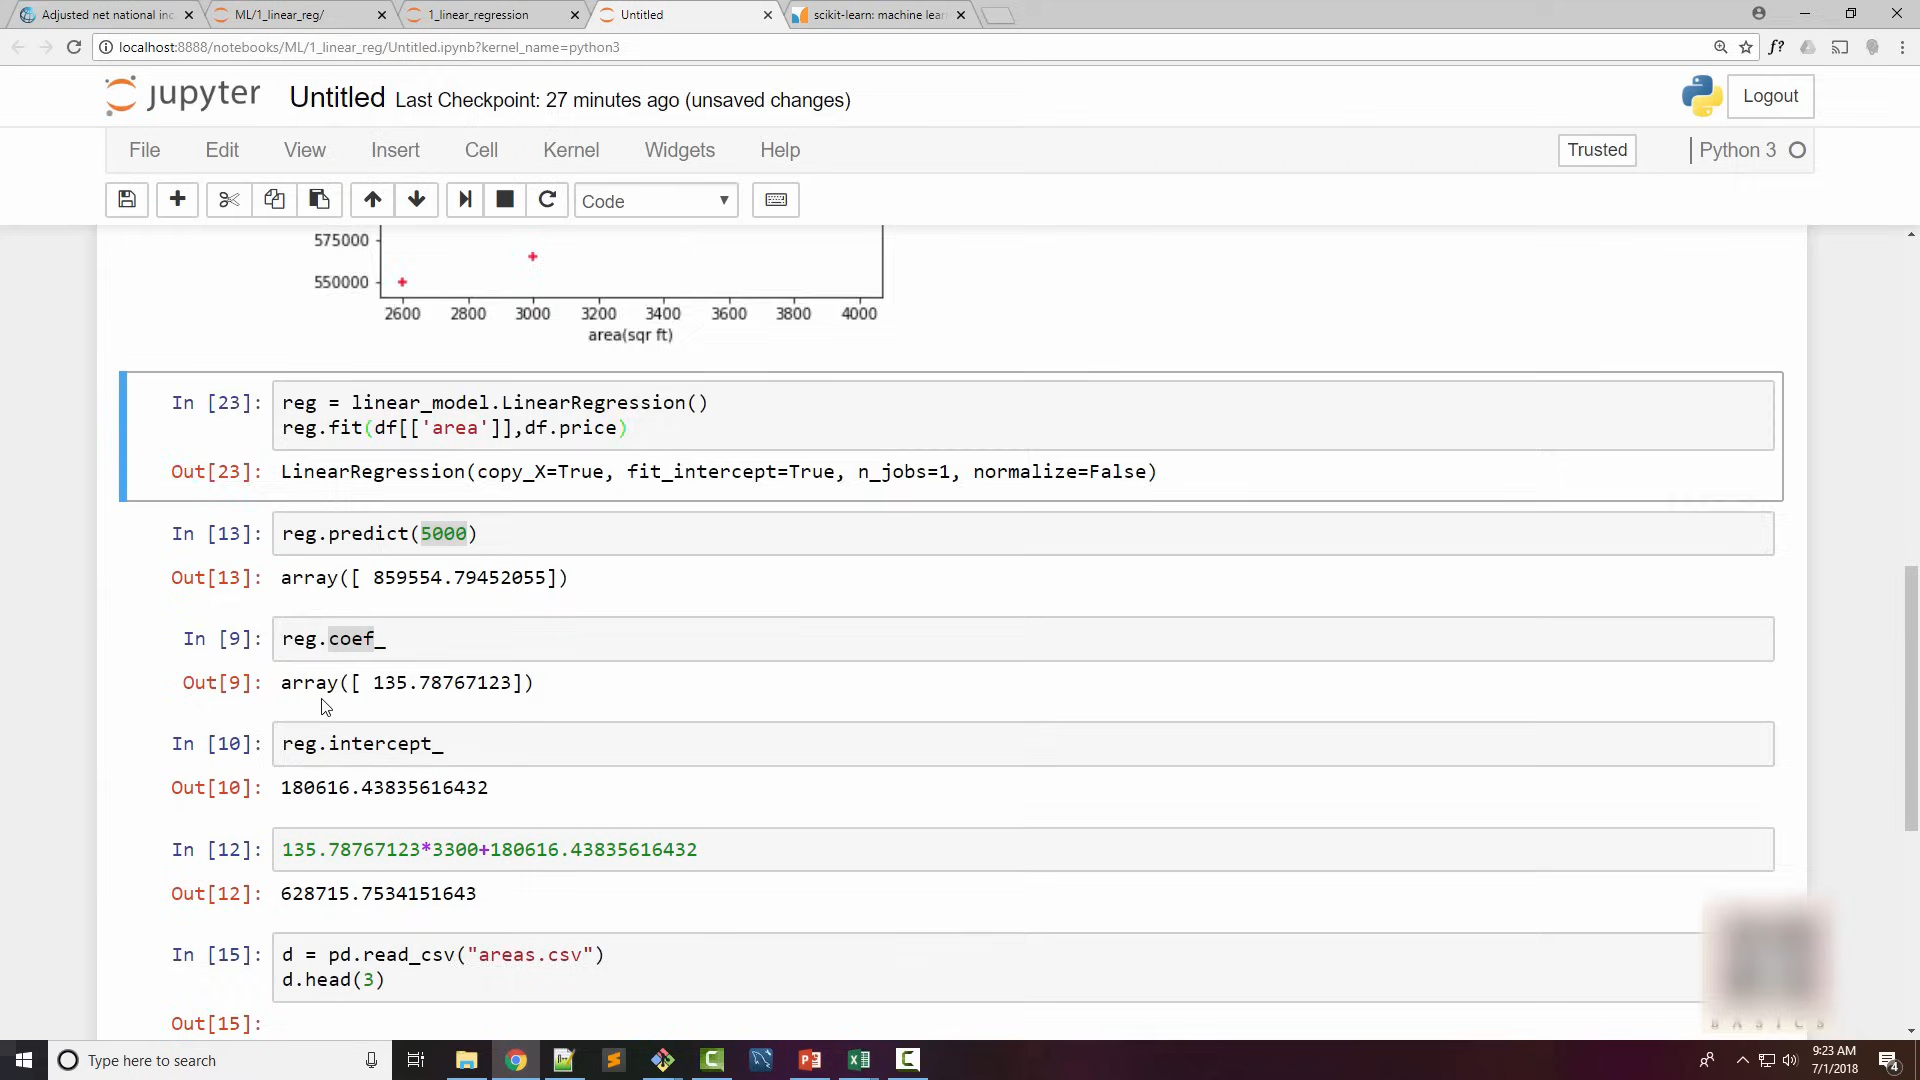 Adjusted net national inc
ML/1_linear_reg/
1_linear_regression
Untitled
scikit-learn: machine lear
localhost:8888/notebooks/ML/1_linear_reg/Untitled.ipynb?kernel_name=python3
f?
jupyter
Untitled Last Checkpoint: 27 minutes ago (unsaved changes)
Logout
File Edit View Insert Cell Kernel Widgets Help
Trusted
Python 3
Code
575000
550000
2600 2800 3000 3200 3400 3600 3800 4000
area(sqr ft)
In [23]: reg = linear_model.LinearRegression()
reg.fit(df[['area']],df.price)
Out[23]: LinearRegression(copy_X=True, fit_intercept=True, n_jobs=1, normalize=False)
In [13]: reg.predict(5000)
Out[13]: array([ 859554.79452055])
In [9]: reg.coef_
Out[9]: array([ 135.78767123])
In [10]: reg.intercept_
Out[10]: 180616.43835616432
In [12]: 135.78767123*3300+180616.43835616432
Out[12]: 628715.7534151643
In [15]: d = pd.read_csv("areas.csv")
d.head(3)
Out[15]:
BASICS
Type here to search
9:23 AM
7/1/2018
4